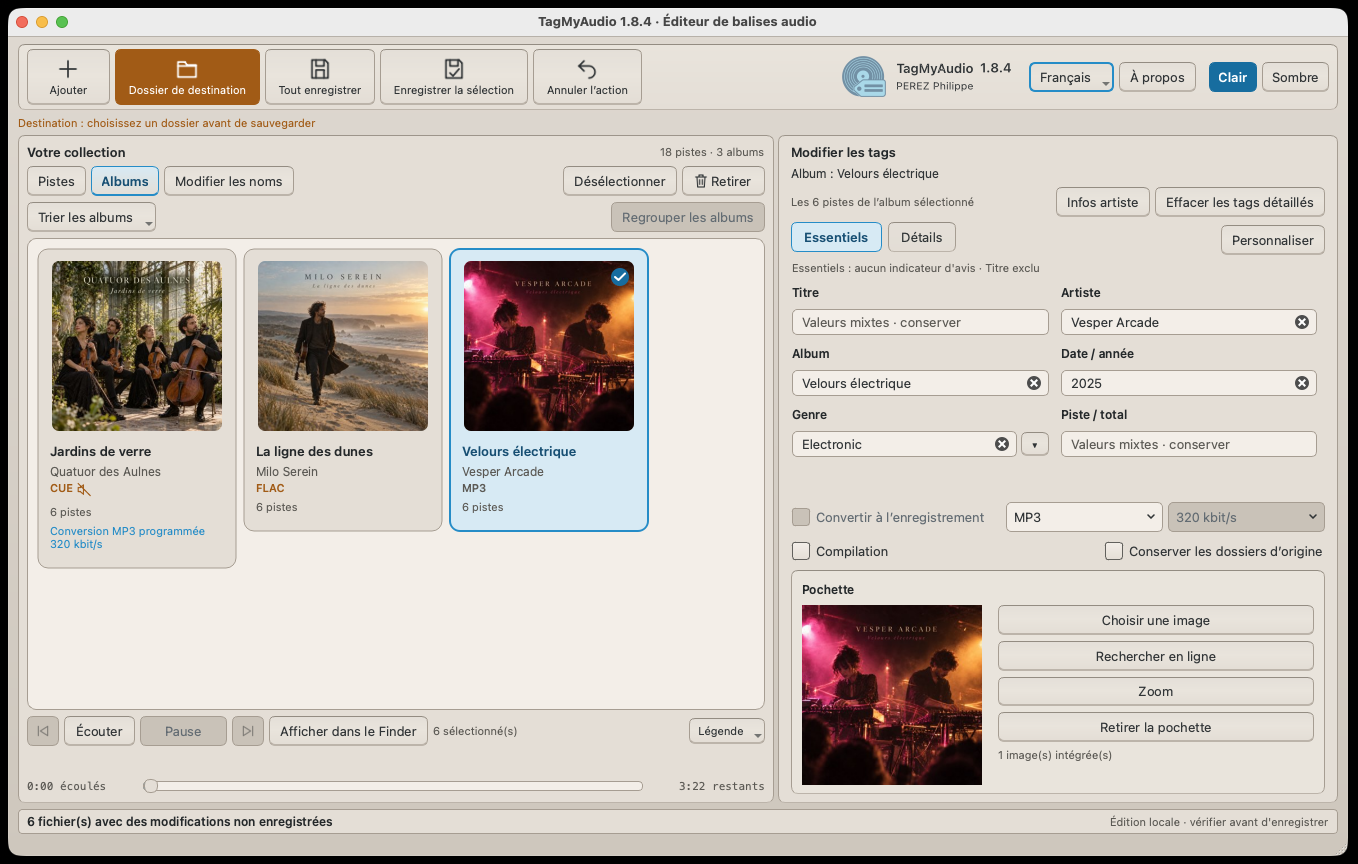 TagMyAudio 1.8.4 · Éditeur de balises audio
Ajouter
Dossier de destination
Tout enregistrer
Enregistrer la sélection
Annuler l’action
TagMyAudio 1.8.4
PEREZ Philippe
Français
À propos
Clair
Sombre
Destination : choisissez un dossier avant de sauvegarder
Votre collection
18 pistes · 3 albums
Pistes
Albums
Modifier les noms
Désélectionner
Retirer
Trier les albums
Regrouper les albums
QUATUOR DES AULNES
Jardins de verre
Jardins de verre
Quatuor des Aulnes
CUE
6 pistes
Conversion MP3 programmée
320 kbit/s
MILO SEREIN
La ligne des dunes
La ligne des dunes
Milo Serein
FLAC
6 pistes
VESPER ARCADE
Velours électrique
Velours électrique
Vesper Arcade
MP3
6 pistes
Écouter
Pause
Afficher dans le Finder
6 sélectionné(s)
Légende
0:00 écoulés
3:22 restants
Modifier les tags
Album : Velours électrique
Les 6 pistes de l’album sélectionné
Infos artiste
Effacer les tags détaillés
Essentiels
Détails
Personnaliser
Essentiels : aucun indicateur d'avis · Titre exclu
Titre
Artiste
Valeurs mixtes · conserver
Vesper Arcade
Album
Date / année
Velours électrique
2025
Genre
Piste / total
Electronic
Valeurs mixtes · conserver
Convertir à l’enregistrement
MP3
320 kbit/s
Compilation
Conserver les dossiers d’origine
Pochette
VESPER ARCADE
Velours électrique
Choisir une image
Rechercher en ligne
Zoom
Retirer la pochette
1 image(s) intégrée(s)
6 fichier(s) avec des modifications non enregistrées
Édition locale · vérifier avant d'enregistrer